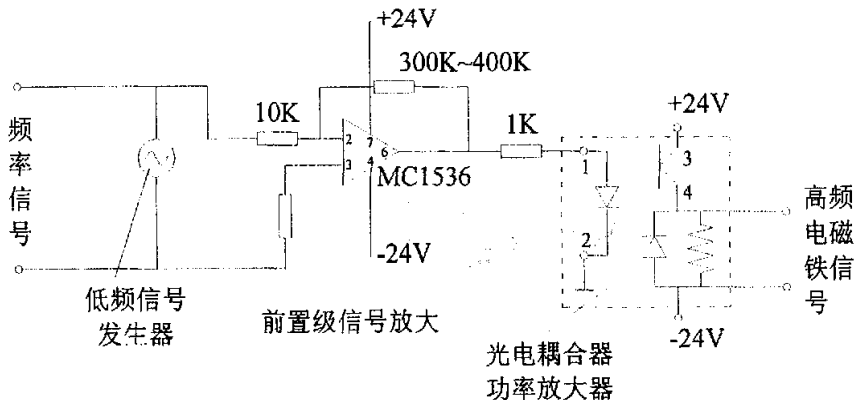 +24V
300K~400K
10K
1K
+24V
频率信号
2
7
6
3
4
MC1536
-24V
1
2
3
4
高频电磁铁信号
低频信号
发生器
前置级信号放大
-24V
光电耦合器
功率放大器